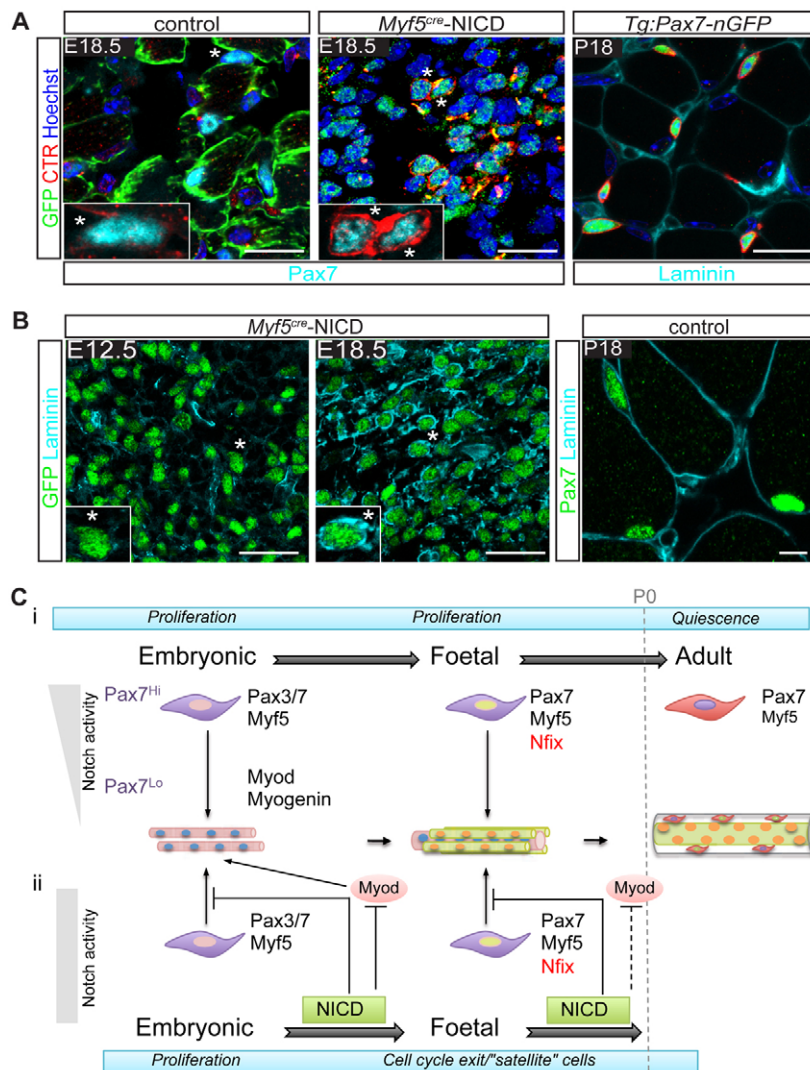 A
control
Myf5cre-NICD
Tg:Pax7-nGFP
GFP CTR Hoechst
E18.5
*
*
E18.5
*
*
*
*
P18
Pax7
Laminin
B
Myf5cre-NICD
control
GFP Laminin
E12.5
*
*
E18.5
*
*
Pax7 Laminin
P18
C
P0
i
Proliferation
Proliferation
Quiescence
Embryonic
Foetal
Adult
Notch activity
Pax7Hi
Pax3/7
Myf5
Pax7
Myf5
Nfix
Pax7
Myf5
Pax7Lo
Myod
Myogenin
ii
Myod
Myod
Notch activity
Pax3/7
Myf5
Pax7
Myf5
Nfix
NICD
NICD
Embryonic
Foetal
Proliferation
Cell cycle exit/"satellite" cells